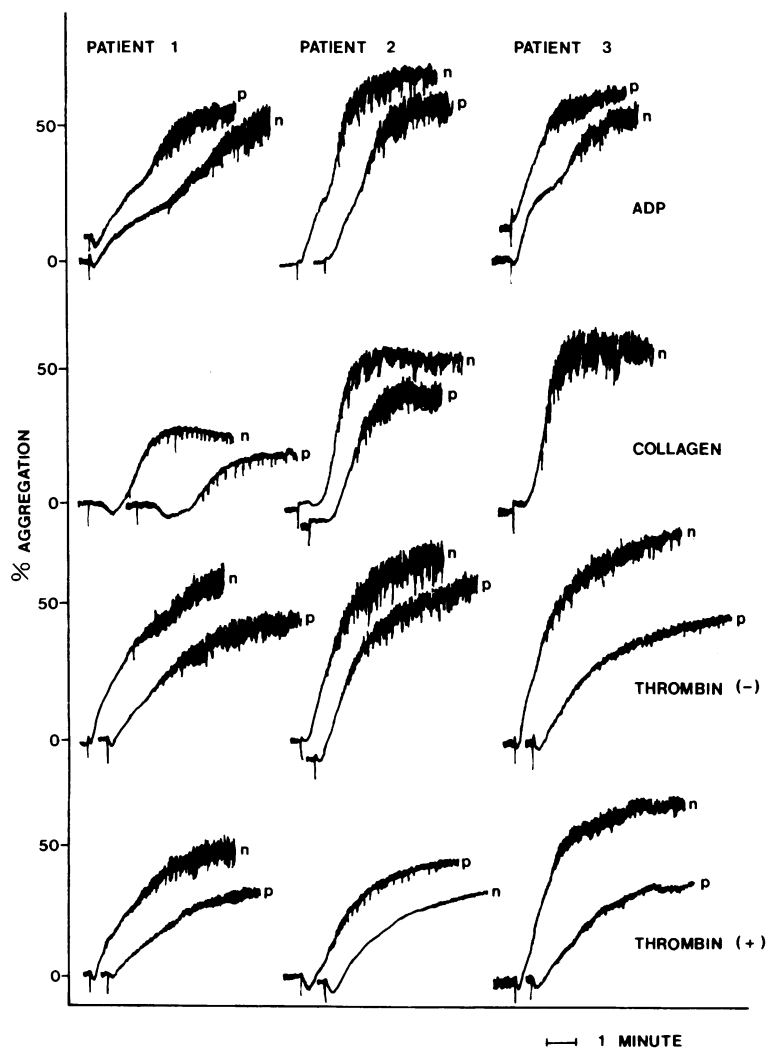 PATIENT 1 PATIENT 2 PATIENT 3
p
n
n
p
p
n
50
0
ADP
n
p
n
p
n
50
0
COLLAGEN
% AGGREGATION
n
p
n
p
n
p
50
0
THROMBIN (-)
n
p
p
n
n
p
50
0
THROMBIN (+)
1 MINUTE